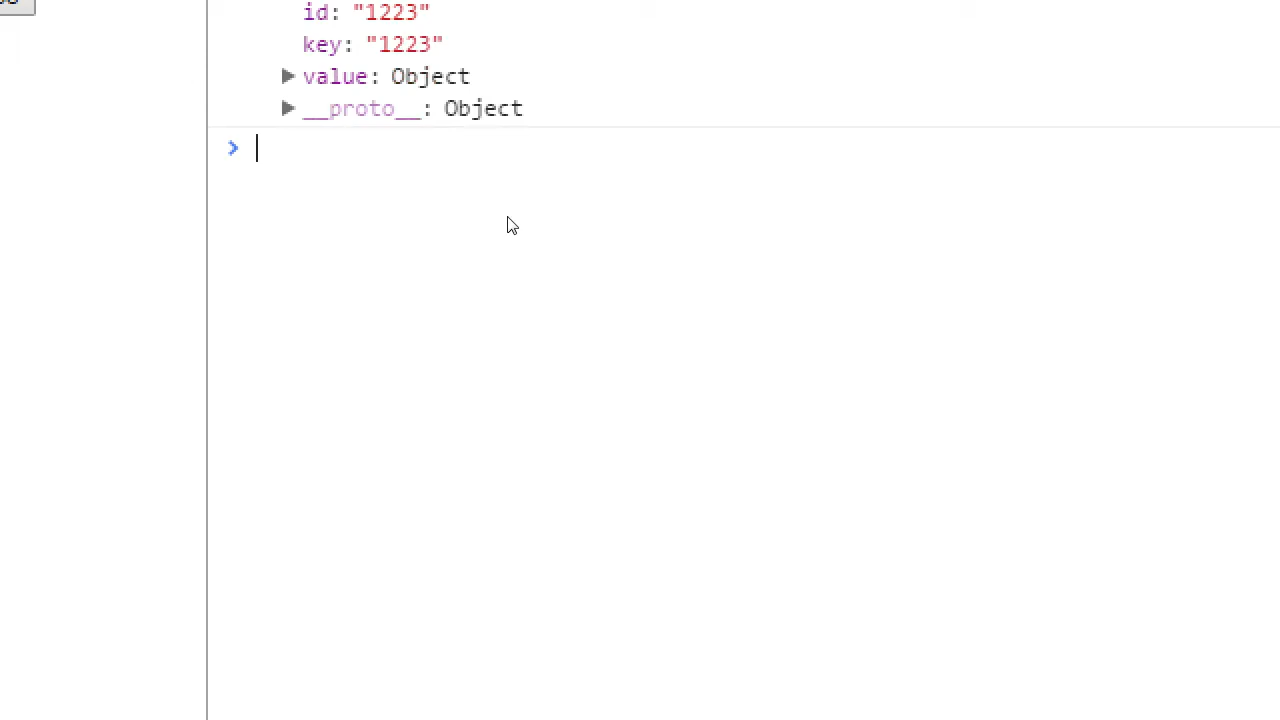 id: "1223"
key: "1223"
▶ value: Object
▶ __proto__: Object
>